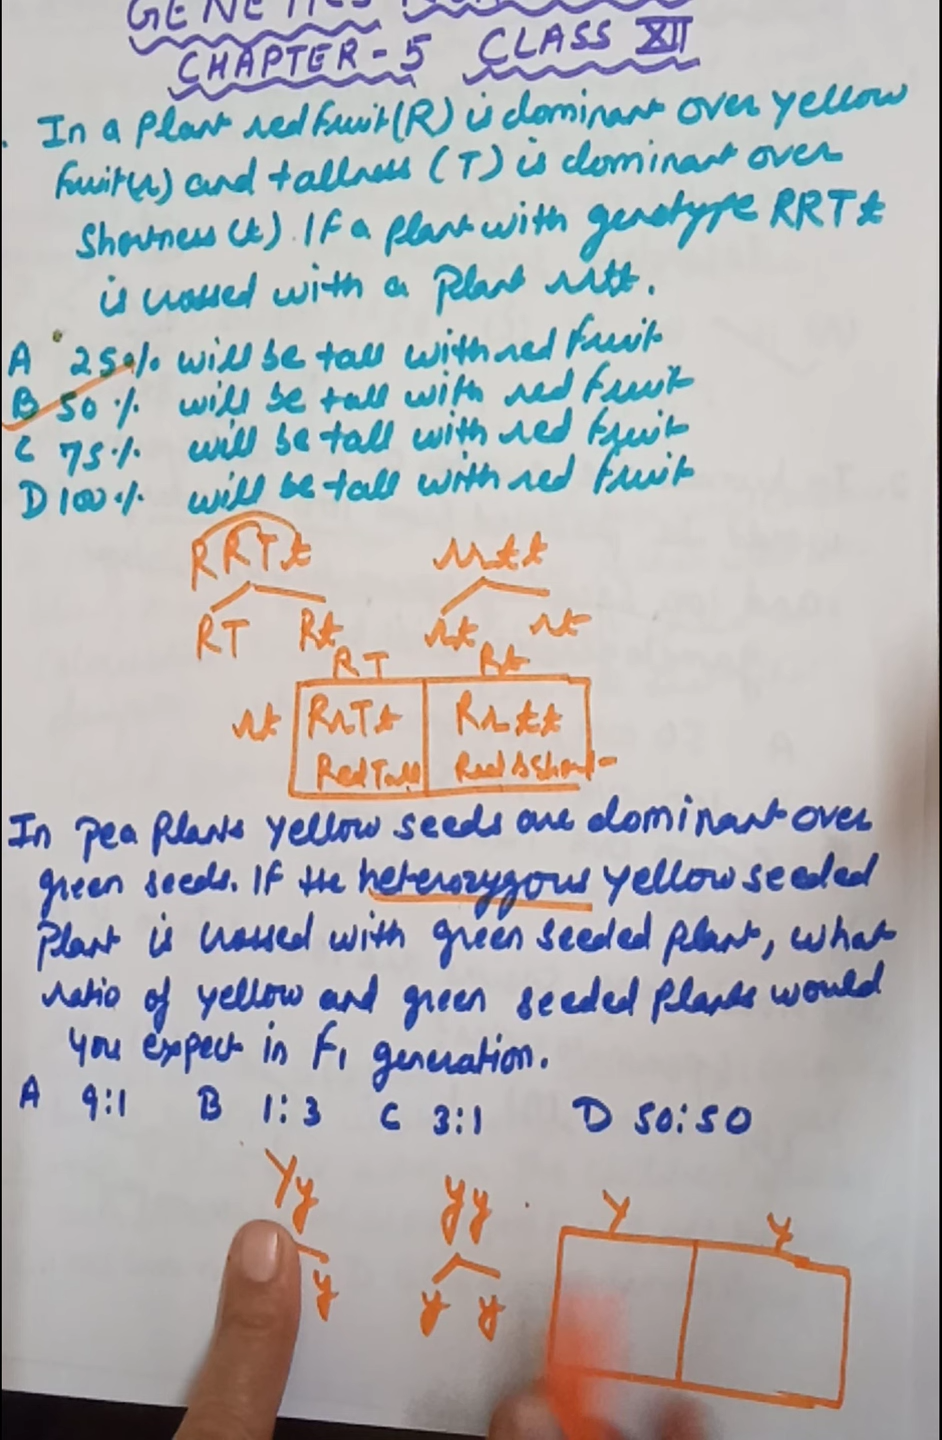 GENETICS
CHAPTER-5 CLASS XII
In a plant red fruit (R) is dominant over yellow
fruit (r) and tallness (T) is dominant over
shortness (t). If a plant with genotype RRTt
is crossed with a plant rrtt.
A 25% will be tall with red fruit
B 50% will be tall with red fruit
C 75% will be tall with red fruit
D 100% will be tall with red fruit
RRTt rrtt
RT Rt rt rt
RT Rt
rt RrTt Rrtt
Red Tall Red & Short
In pea plants yellow seeds are dominant over
green seeds. If the heterozygous yellow seeded
plant is crossed with green seeded plant, what
ratio of yellow and green seeded plants would
you expect in F1 generation.
A 9:1 B 1:3 C 3:1 D 50:50
Yy yy Y y
y y y